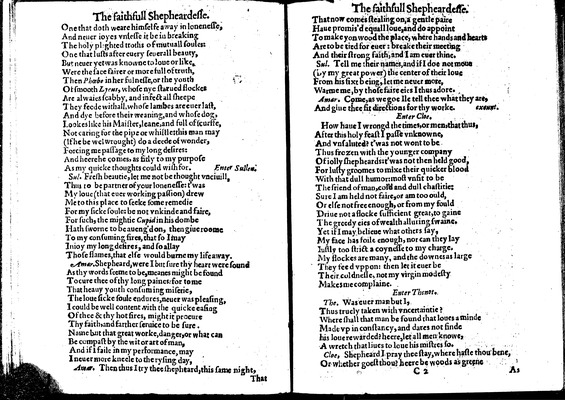 The faithfull Shepheardesse.
One that doth weare himselfe away in lonenesse,
And never ioyes vnlesse it be in breaking
The holy plighted troths of mutuall soules:
One that lusts after euery seuerall beauty,
But neuer yet was knowne to loue or like,
Were the face fairer or more full of truth,
Then Phoebe in her fulnesse, or the youth
Of smooth Lyeus, whose nye starued flockes
Are alwaies scabby, and infect all sheepe
They feede withall, whose lambes are euer last,
And dye before their weaning, and whose dog,
Lookes like his Maister, leane, and full of scurffe,
Not caring for the pipe or whistle: this man may
(If he be wel wrought) do a deede of wonder,
Forcing me passage to my long desires:
And heere he comes, as fitly to my purpose
As my quicke thoughts could wish for. Enter Sullen.
Sul. Fresh beautie, let me not be thought vnciuill,
Thus to be partner of your lonenesse: t'was
My loue (that euer working passion) drew
Me to this place to seeke some remedie
For my sicke soule: be not vnkinde and faire,
For such, the mightie Cupid in his dombe
Hath sworne to be aueng'd on, then giue roome
To my consuming fires, that so I may
Inioy my long desires, and so allay
Those flames, that else would burne my life away.
Amar. Shepheard, were I but sure thy heart were sound
As thy words seeme to be, meanes might be found
To cure thee of thy long paines: for to me
That heauy youth consuming miserie,
The loue sicke soule endures, neuer was pleasing,
I could be well content with the quicke easing
Of thee & thy hot fires, might it procure
Thy faith and farther seruice to be sure.
Name but that great worke, danger, or what can
Be compast by the wit or art of man,
And if I faile in my performance, may
I neuer more kneele to the rysing day,
Amar. Then thus I try thee shepheard, this same night,
That
The faithfull Shepheardesse.
That now comes stealing on, a gentle paire
Haue promis'd equall loue, and do appoint
To make yon wood the place, where hands and hearts
Are to be tied for euer: breake their meeting
And their strong faith, and I am euer thine.
Sul. Tell me their names, and if I doe not moue
(by my great power) the center of their loue
From his fixt being, let me neuer more,
Warme me, by those faire eies I thus adore.
Amar. Come, as we goe Ile tell thee what they are,
And giue thee fit directions for thy worke. exeunt.
Enter Cloe.
How haue I wrongd the times, or men, that thus,
After this holy feast I passe vnknowne,
And vnsaluted? t'was not wont to be
Thus frozen with the younger company
Of iolly shepheards: it was not then held good,
For lusty groomes to mixe their quicker blood
With that dull humor: most vnfit to be
The friend of man, cold and dull chastitie:
Sure I am held not faire, or am too ould,
Or else not free enough, or from my fould
Driue not a flocke sufficient great, to gaine
The greedy eies of wealth alluring swaine.
Yet if I may beleiue what others say,
My face has foile enough, nor can they lay
Iustly too strict a coynesse to my charge.
My flockes are many, and the downes as large
They feed vppon: then let it euer be
Their coldnesse, not my virgin modesty
Makes me complaine.
Enter Thenot.
The. Was euer man but I,
Thus truely taken with vncertaintie?
Where shall that man be found that loues a minde
Made vp in constancy, and dares not finde
his loue rewarded? heere, let all men knowe,
A wretch that liues to loue his mistres so.
Cloe. Shepheard I pray thee stay, where haste thou bene,
Or whether goest thou? heere be woods as greene
C 2
As